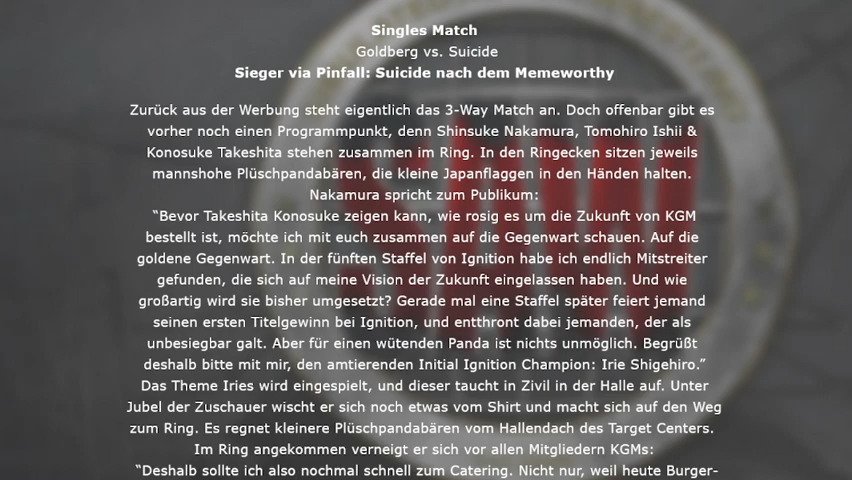 Singles Match
Goldberg vs. Suicide
Sieger via Pinfall: Suicide nach dem Memeworthy
Zurück aus der Werbung steht eigentlich das 3-Way Match an. Doch offenbar gibt es
vorher noch einen Programmpunkt, denn Shinsuke Nakamura, Tomohiro Ishii &
Konosuke Takeshita stehen zusammen im Ring. In den Ringecken sitzen jeweils
mannshohe Plüschpandabären, die kleine Japanflaggen in den Händen halten.
Nakamura spricht zum Publikum:
“Bevor Takeshita Konosuke zeigen kann, wie rosig es um die Zukunft von KGM
bestellt ist, möchte ich mit euch zusammen auf die Gegenwart schauen. Auf die
goldene Gegenwart. In der fünften Staffel von Ignition habe ich endlich Mitstreiter
gefunden, die sich auf meine Vision der Zukunft eingelassen haben. Und wie
großartig wird sie bisher umgesetzt? Gerade mal eine Staffel später feiert jemand
seinen ersten Titelgewinn bei Ignition, und entthront dabei jemanden, der als
unbesiegbar galt. Aber für einen wütenden Panda ist nichts unmöglich. Begrüßt
deshalb bitte mit mir, den amtierenden Initial Ignition Champion: Irie Shigehiro.”
Das Theme Iries wird eingespielt, und dieser taucht in Zivil in der Halle auf. Unter
Jubel der Zuschauer wischt er sich noch etwas vom Shirt und macht sich auf den Weg
zum Ring. Es regnet kleinere Plüschpandabären vom Hallendach des Target Centers.
Im Ring angekommen verneigt er sich vor allen Mitgliedern KGMs:
“Deshalb sollte ich also nochmal schnell zum Catering. Nicht nur, weil heute Burger-